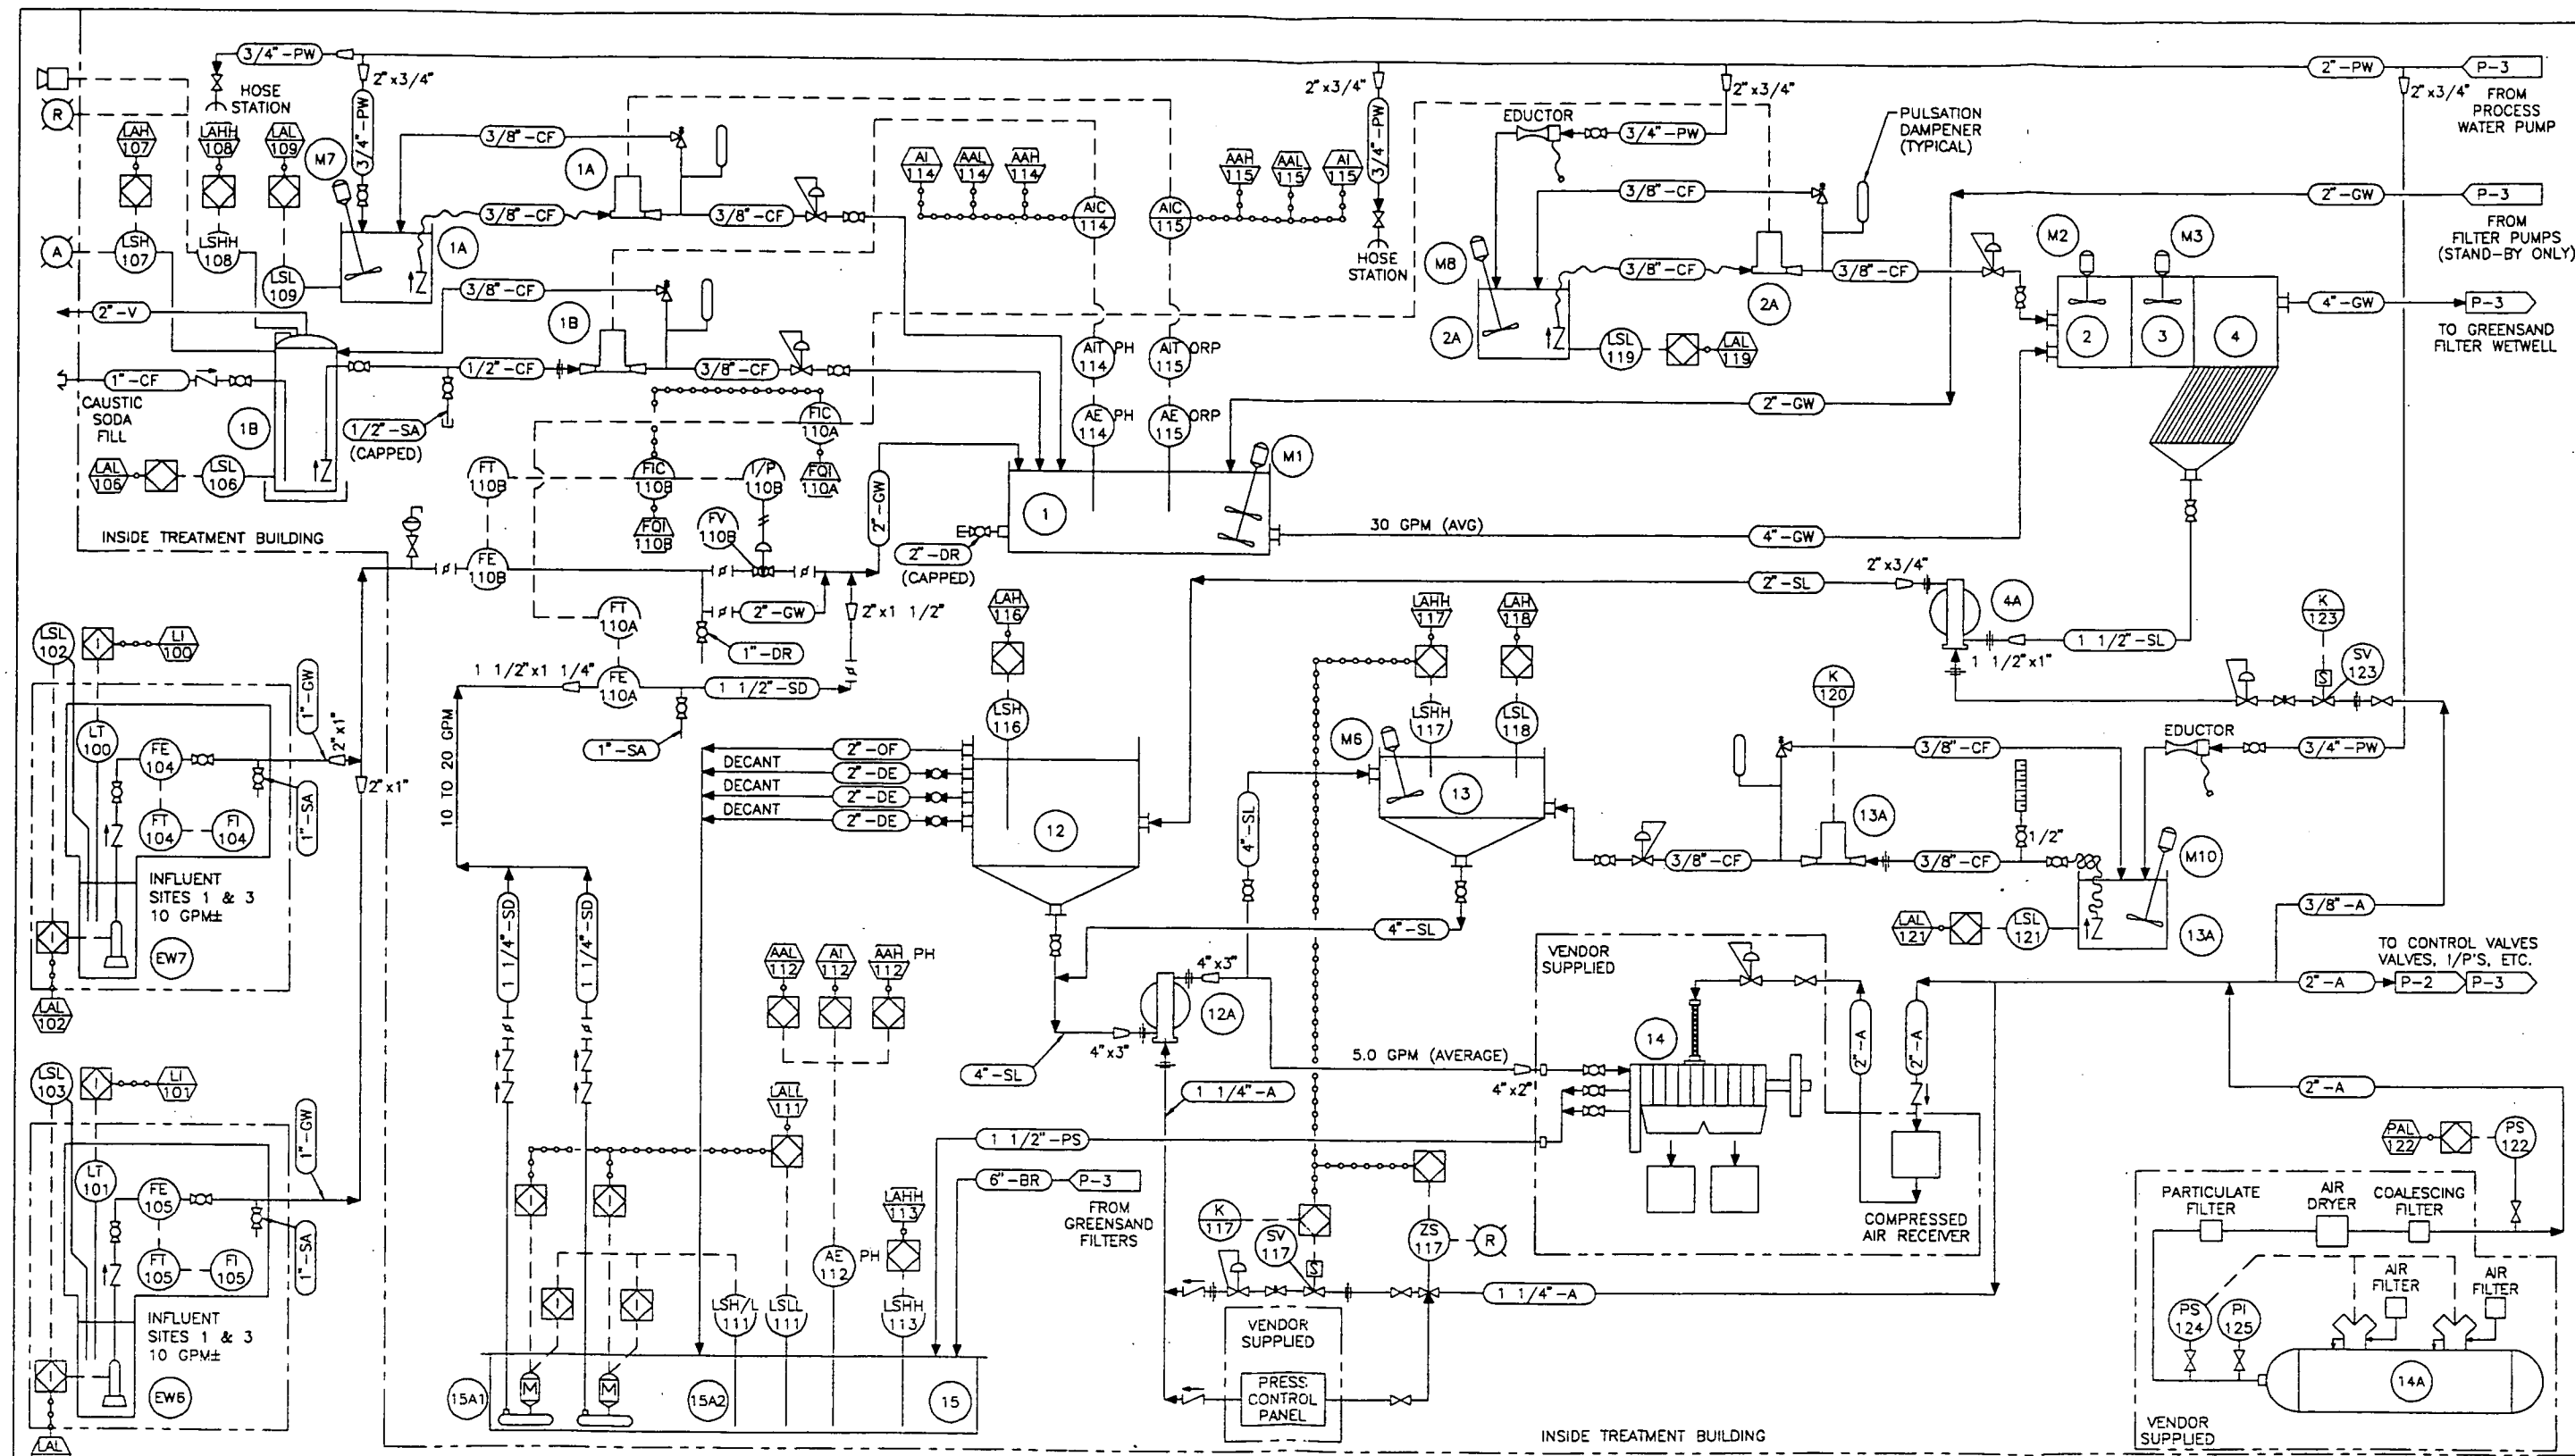 3/4"-PW
2"x3/4"
HOSE
STATION
R
LAH
107
LAHH
108
LAL
109
M7
3/4"-PW
3/8"-CF
1A
3/8"-CF
3/8"-CF
1A
A
LSH
107
LSHH
108
LSL
109
2"-V
3/8"-CF
1B
1/2"-CF
3/8"-CF
1"-CF
CAUSTIC
SODA
FILL
1B
1/2"-SA
(CAPPED)
LAL
106
LSL
106
INSIDE TREATMENT BUILDING
AI
114
AAL
114
AAH
114
AIC
114
AIC
115
AAH
115
AAL
115
AI
115
2"x3/4"
3/4"-PW
HOSE
STATION
AIT
114
PH
AIT
115
ORP
AE
114
PH
AE
115
ORP
2"x3/4"
EDUCTOR
3/4"-PW
PULSATION
DAMPENER
(TYPICAL)
3/8"-CF
M8
3/8"-CF
3/8"-CF
2A
2A
LSL
119
LAL
119
2"-PW
P-3
FROM
PROCESS
WATER PUMP
2"x3/4"
2"-GW
P-3
FROM
FILTER PUMPS
(STAND-BY ONLY)
M2
M3
2
3
4
4"-GW
P-3
TO GREENSAND
FILTER WETWELL
FIC
110A
FQI
110A
FT
110B
FIC
110B
I/P
110B
FQI
110B
FV
110B
FE
110B
2"-GW
2"-GW
M1
1
30 GPM (AVG)
4"-GW
2"-DR
(CAPPED)
2"-GW
2"x1 1/2"
1"-DR
FT
110A
FE
110A
1 1/2"x1 1/4"
1 1/2"-SD
1"-SA
10 TO 20 GPM
2"-SL
2"x3/4"
4A
1 1/2"-SL
1 1/2"x1"
K
123
SV
123
LSL
102
LI
100
I
LT
100
FE
104
FT
104
FI
104
1"-GW
2"x1"
1"-SA
2"x1"
INFLUENT
SITES 1 & 3
10 GPM±
I
EW7
LAL
102
LSL
103
LI
101
I
LT
101
FE
105
FT
105
FI
105
1"-GW
1"-SA
INFLUENT
SITES 1 & 3
10 GPM±
I
EW6
LAL
LAH
116
LSH
116
2"-OF
DECANT
2"-DE
DECANT
2"-DE
DECANT
2"-DE
12
LAHH
117
LAH
118
LSHH
117
LSL
118
M6
13
4"-SL
4"-SL
K
120
3/8"-CF
13A
3/8"-CF
3/8"-CF
1/2"
EDUCTOR
3/4"-PW
M10
LAL
121
LSL
121
13A
3/8"-A
TO CONTROL VALVES
VALVES, I/P'S, ETC.
2"-A
P-2
P-3
1 1/4"-SD
1 1/4"-SD
AAL
112
AI
112
AAH
112
PH
4"x3"
12A
4"x3"
4"-SL
5.0 GPM (AVERAGE)
4"x2"
1 1/4"-A
VENDOR
SUPPLIED
14
2"-A
2"-A
COMPRESSED
AIR RECEIVER
2"-A
LALL
111
I
I
I
I
1 1/2"-PS
6"-BR
P-3
FROM
GREENSAND
FILTERS
LAHH
113
AE
112
PH
LSH/L
111
LSLL
111
LSHH
113
M
M
15A1
15A2
15
K
117
SV
117
S
S
ZS
117
R
1 1/4"-A
VENDOR
SUPPLIED
PRESS
CONTROL
PANEL
INSIDE TREATMENT BUILDING
PAL
122
PS
122
PARTICULATE
FILTER
AIR
DRYER
COALESCING
FILTER
AIR
FILTER
AIR
FILTER
PS
124
PI
125
14A
VENDOR
SUPPLIED